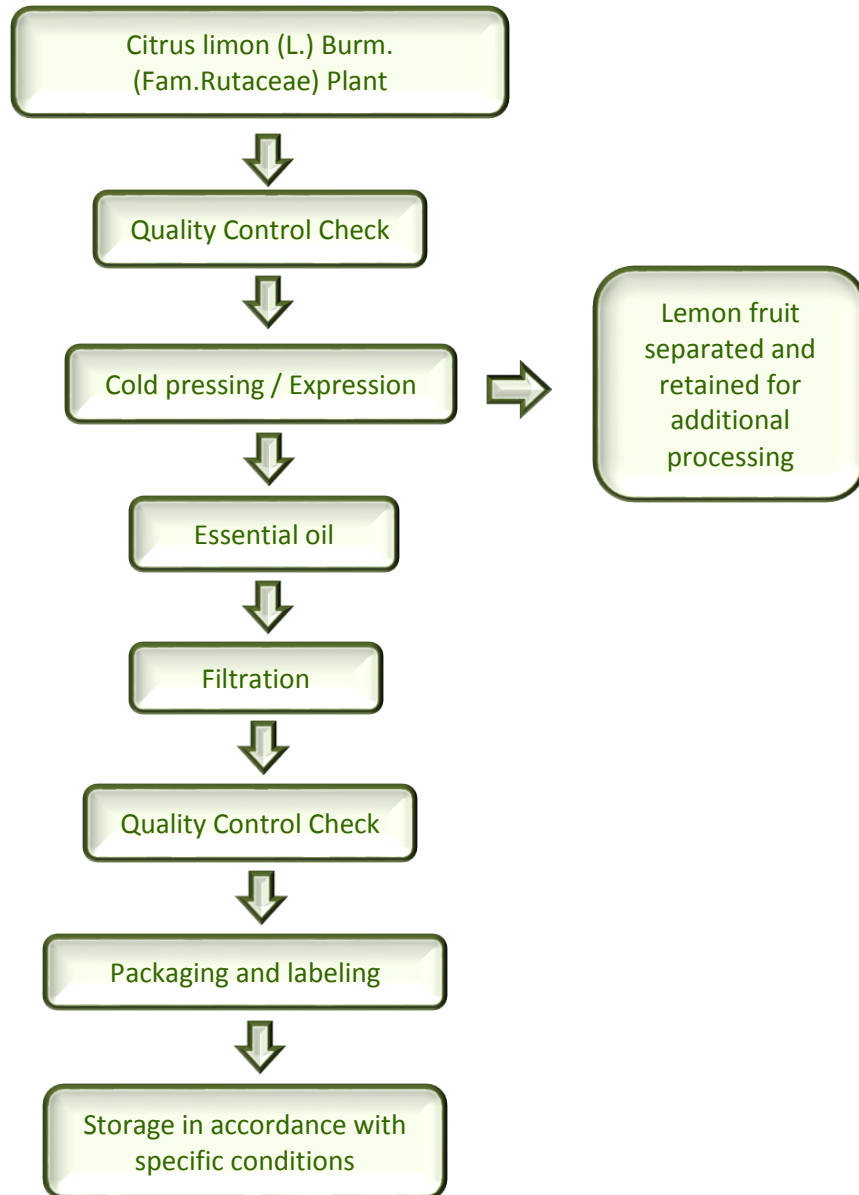 Citrus limon (L.) Burm.
(Fam.Rutaceae) Plant
Quality Control Check
Cold pressing / Expression
Lemon fruit
separated and
retained for
additional
processing
Essential oil
Filtration
Quality Control Check
Packaging and labeling
Storage in accordance with
specific conditions